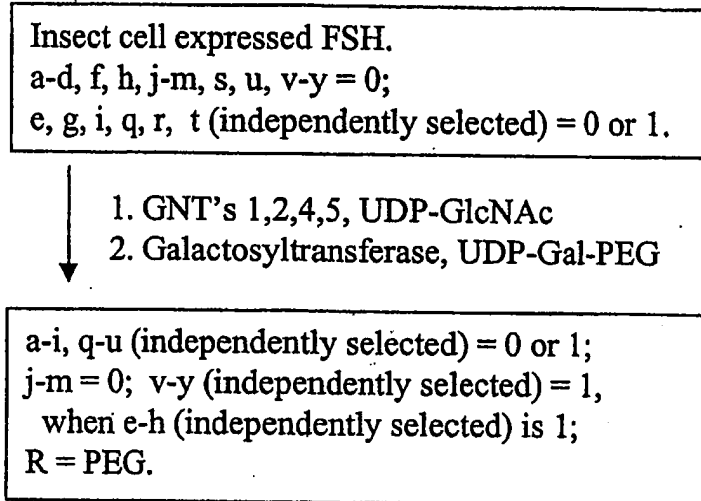 Insect cell expressed FSH.
a-d, f, h, j-m, s, u, v-y = 0;
e, g, i, q, r, t (independently selected) = 0 or 1.
1. GNT's 1,2,4,5, UDP-GlcNAc
2. Galactosyltransferase, UDP-Gal-PEG
a-i, q-u (independently selected) = 0 or 1;
j-m = 0; v-y (independently selected) = 1,
when e-h (independently selected) is 1;
R = PEG.